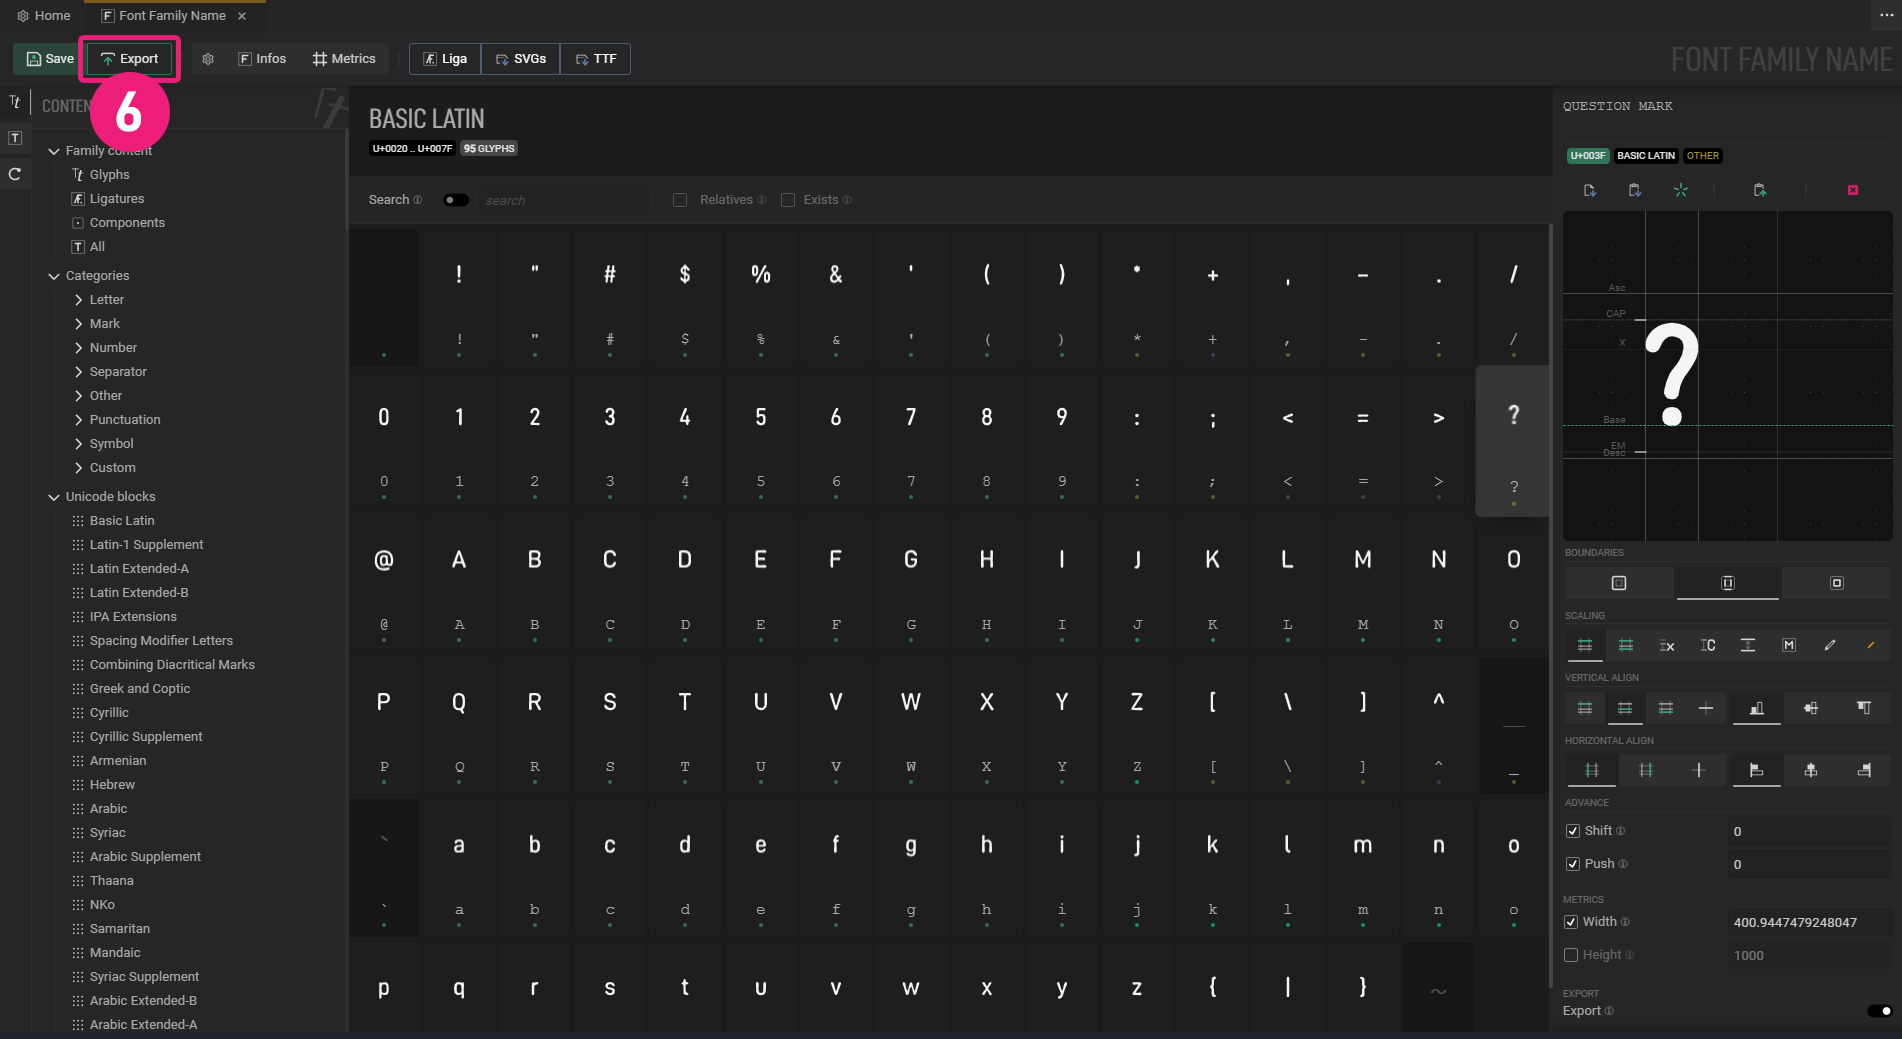 Home
Font Family Name
Save
Export
Infos
Metrics
Liga
SVGs
TTF
FONT FAMILY NAME
6
CONTEN
Family content
Glyphs
Ligatures
Components
All
Categories
Letter
Mark
Number
Separator
Other
Punctuation
Symbol
Custom
Unicode blocks
Basic Latin
Latin-1 Supplement
Latin Extended-A
Latin Extended-B
IPA Extensions
Spacing Modifier Letters
Combining Diacritical Marks
Greek and Coptic
Cyrillic
Cyrillic Supplement
Armenian
Hebrew
Arabic
Syriac
Arabic Supplement
Thaana
NKo
Samaritan
Mandaic
Syriac Supplement
Arabic Extended-B
Arabic Extended-A
BASIC LATIN
U+0020 .. U+007F 95 GLYPHS
Search search Relatives Exists
! " # $ % & ' ( ) * + , - . /
! " # $ % & ' ( ) * + , - . /
0 1 2 3 4 5 6 7 8 9 : ; < = > ?
0 1 2 3 4 5 6 7 8 9 : ; < = > ?
@ A B C D E F G H I J K L M N O
@ A B C D E F G H I J K L M N O
P Q R S T U V W X Y Z [ \ ] ^ _
P Q R S T U V W X Y Z [ \ ] ^ _
` a b c d e f g h i j k l m n o
` a b c d e f g h i j k l m n o
p q r s t u v w x y z { | } ~
QUESTION MARK
U+003F BASIC LATIN OTHER
Asc
CAP
X
?
Base
EM
Desc
BOUNDARIES
SCALING
VERTICAL ALIGN
HORIZONTAL ALIGN
ADVANCE
Shift 0
Push 0
METRICS
Width 400.9447479248047
Height 1000
EXPORT
Export